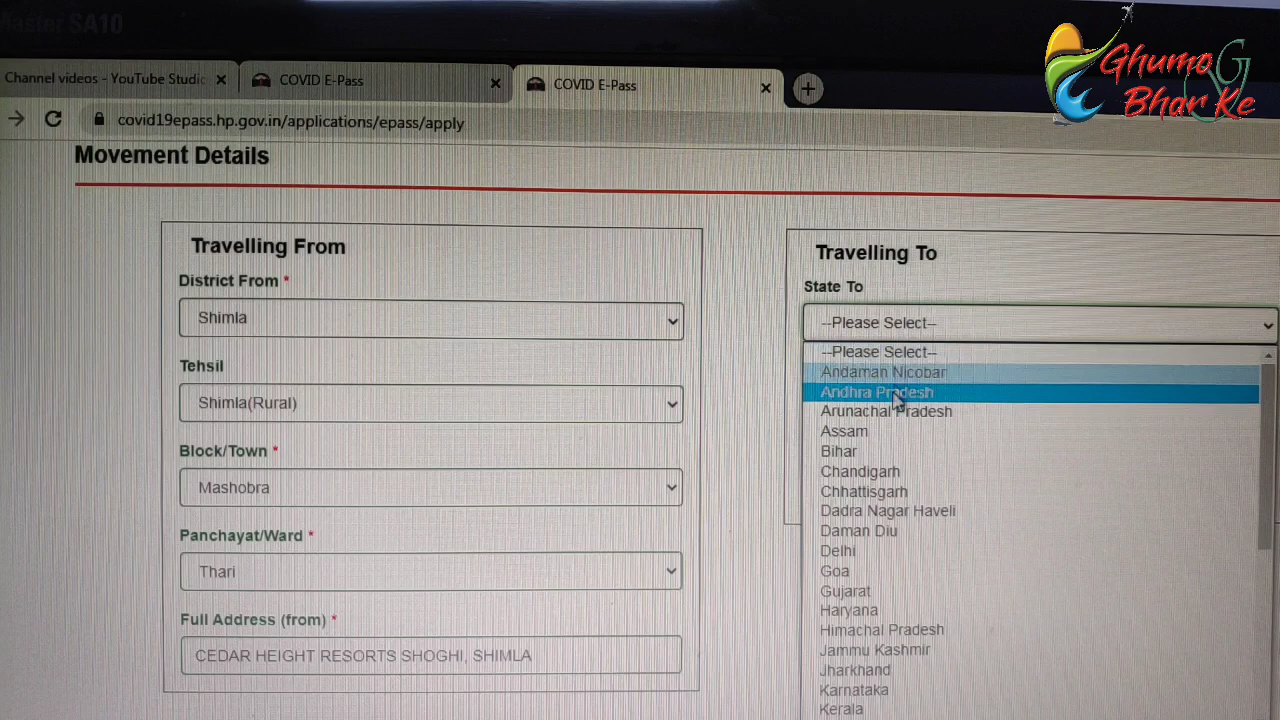 Master SA10
Ghumo G
Bhar Ke
Channel videos - YouTube Studio
COVID E-Pass
COVID E-Pass
covid19epass.hp.gov.in/applications/epass/apply
Movement Details
Travelling From
District From *
Shimla
Tehsil
Shimla(Rural)
Block/Town *
Mashobra
Panchayat/Ward *
Thari
Full Address (from) *
CEDAR HEIGHT RESORTS SHOGHI, SHIMLA
Travelling To
State To
--Please Select--
--Please Select--
Andaman Nicobar
Andhra Pradesh
Arunachal Pradesh
Assam
Bihar
Chandigarh
Chhattisgarh
Dadra Nagar Haveli
Daman Diu
Delhi
Goa
Gujarat
Haryana
Himachal Pradesh
Jammu Kashmir
Jharkhand
Karnataka
Kerala